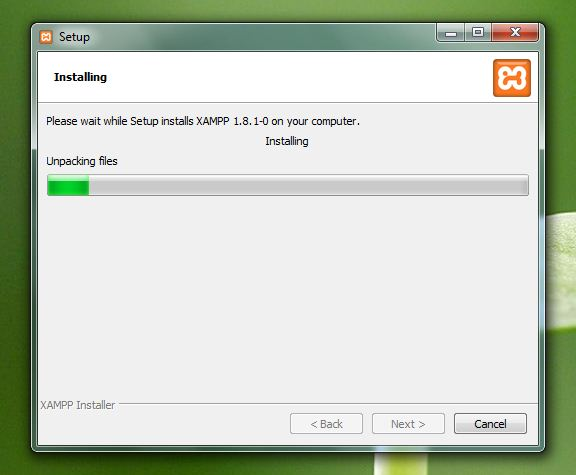 Setup
Installing
Please wait while Setup installs XAMPP 1.8.1-0 on your computer.
Installing
Unpacking files
XAMPP Installer
< Back
Next >
Cancel